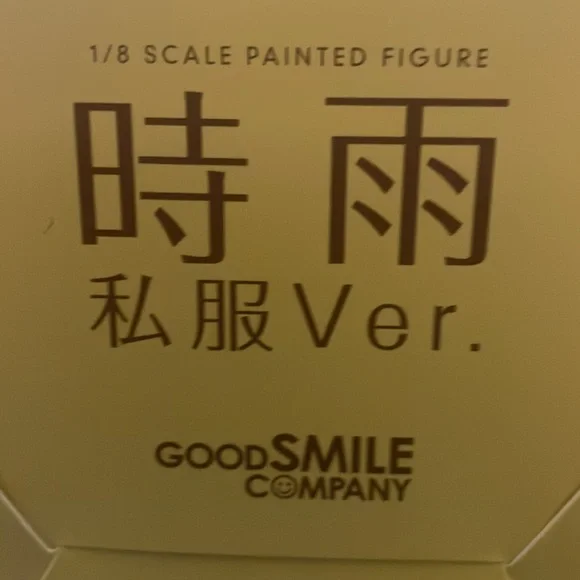 1/8 SCALE PAINTED FIGURE
時雨
私服Ver.
GOODSMILE
COMPANY